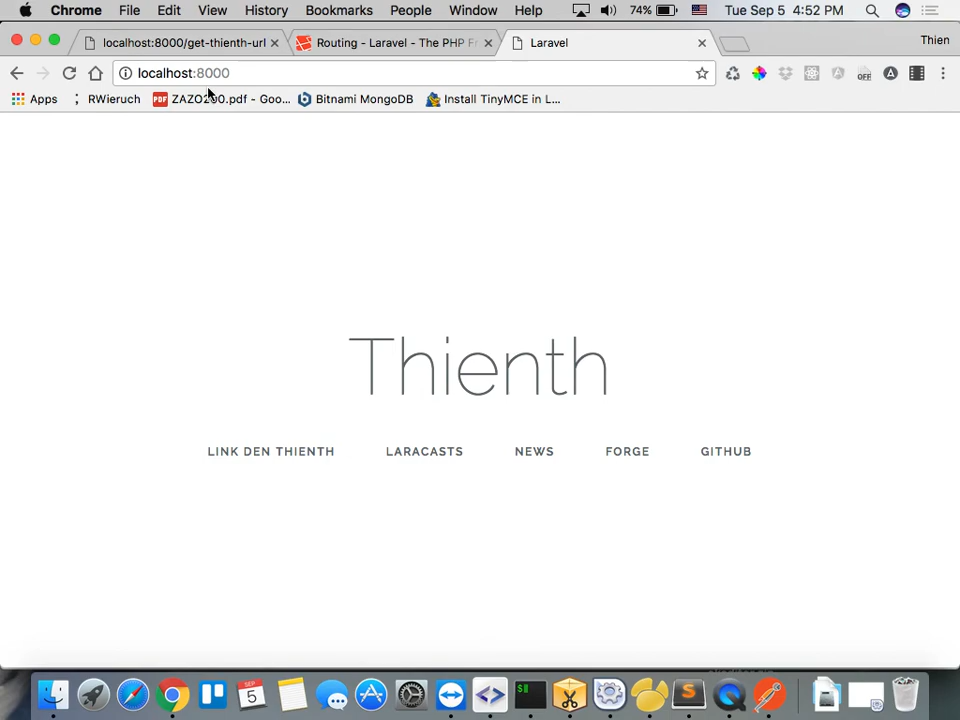 Chrome File Edit View History Bookmarks People Window Help 74% Tue Sep 5 4:52 PM
localhost:8000/get-thienth-url Routing - Laravel - The PHP F Laravel Thien
localhost:8000
Apps ; RWieruch ZAZO290.pdf - Goo... Bitnami MongoDB Install TinyMCE in L...
Thienth
LINK DEN THIENTH LARACASTS NEWS FORGE GITHUB
SEP
5